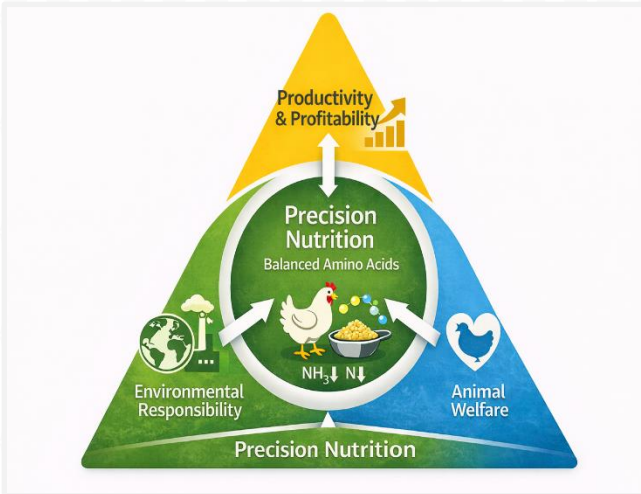 Productivity
& Profitability
Precision
Nutrition
Balanced Amino Acids
NH₃⬇ N⬇
Environmental
Responsibility
Animal
Welfare
Precision Nutrition